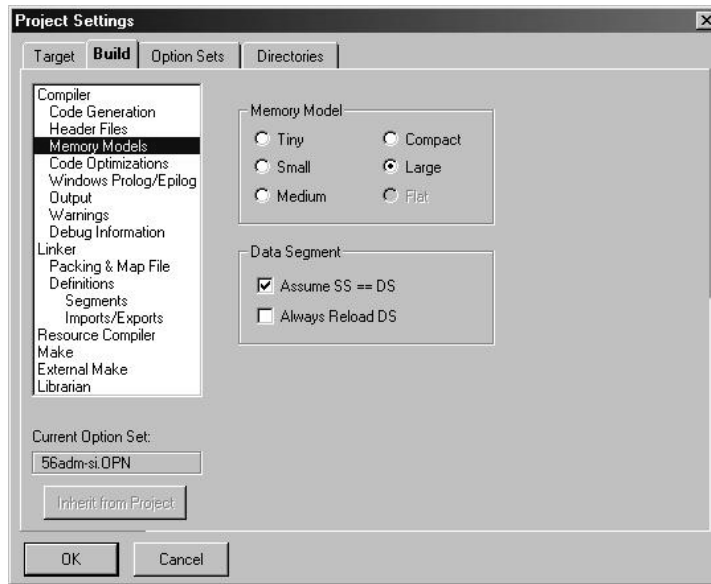 Project Settings
Target Build Option Sets Directories
Compiler
Code Generation
Header Files
Memory Models
Code Optimizations
Windows Prolog/Epilog
Output
Warnings
Debug Information
Linker
Packing & Map File
Definitions
Segments
Imports/Exports
Resource Compiler
Make
External Make
Librarian
Memory Model
Tiny Compact
Small Large
Medium Flat
Data Segment
Assume SS == DS
Always Reload DS
Current Option Set:
56adm-si.OPN
Inherit from Project
OK Cancel